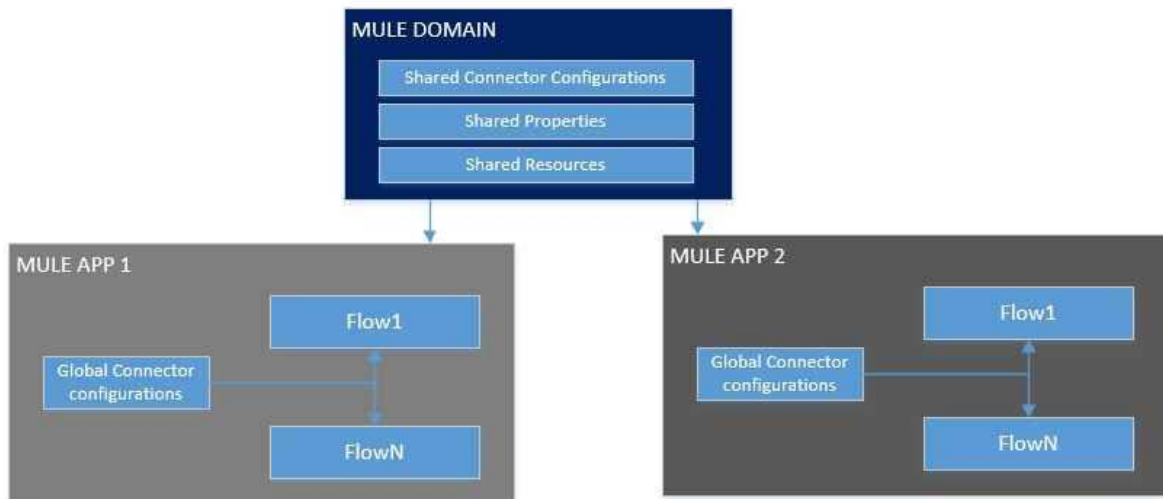 MULE DOMAIN
Shared Connector Configurations
Shared Properties
Shared Resources
MULE APP 1
Flow1
Global Connector
configurations
FlowN
MULE APP 2
Flow1
Global Connector
configurations
FlowN